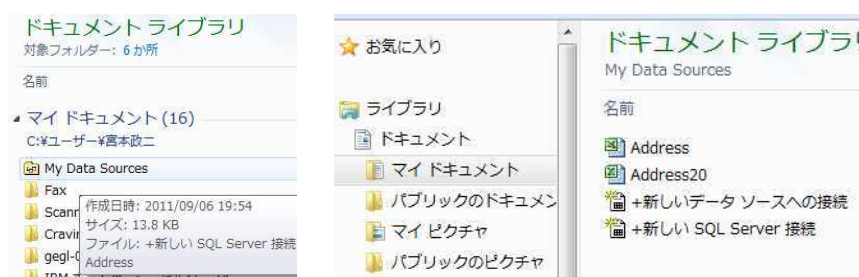 ドキュメント ライブラリ
対象フォルダー: 6 か所
名前
マイ ドキュメント (16)
C:¥ユーザー¥宮本政二
My Data Sources
Fax
Scann
Cravin
gegl-0
作成日時: 2011/09/06 19:54
サイズ: 13.8 KB
ファイル: +新しい SQL Server 接続
Address
お気に入り
ライブラリ
ドキュメント
マイ ドキュメント
パブリックのドキュメン
マイ ピクチャ
パブリックのピクチャ
ドキュメント ライブラリ
My Data Sources
名前
Address
Address20
+新しいデータ ソースへの接続
+新しい SQL Server 接続